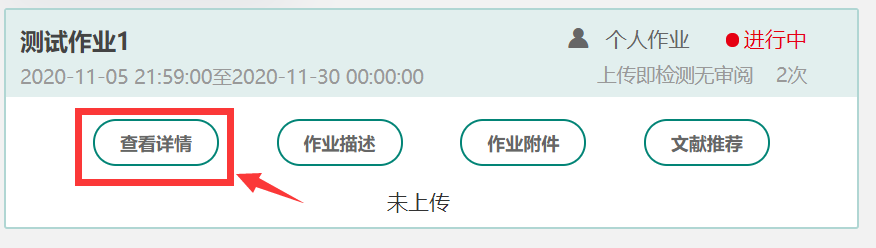 测试作业1
个人作业
进行中
2020-11-05 21:59:00至2020-11-30 00:00:00
上传即检测无审阅 2次
查看详情
作业描述
作业附件
文献推荐
未上传